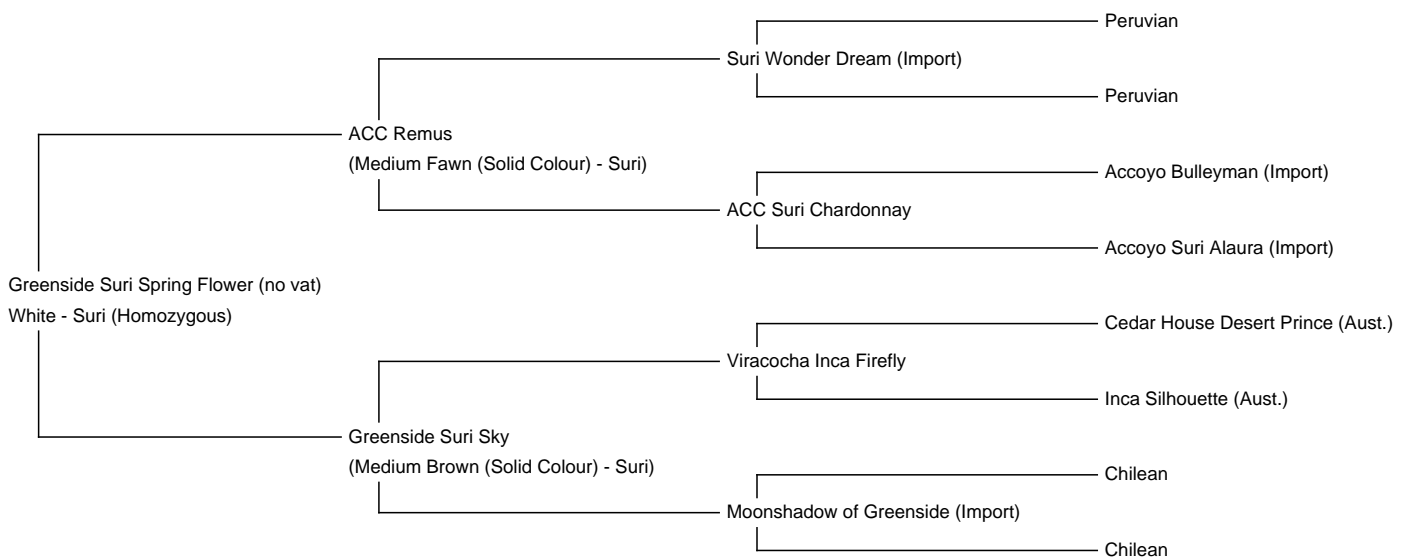 Peruvian
Suri Wonder Dream (Import)
Peruvian
ACC Remus
(Medium Fawn (Solid Colour) - Suri)
Accoyo Bulleyman (Import)
ACC Suri Chardonnay
Accoyo Suri Alaura (Import)
Greenside Suri Spring Flower (no vat)
White - Suri (Homozygous)
Cedar House Desert Prince (Aust.)
Viracocha Inca Firefly
Inca Silhouette (Aust.)
Greenside Suri Sky
(Medium Brown (Solid Colour) - Suri)
Chilean
Moonshadow of Greenside (Import)
Chilean